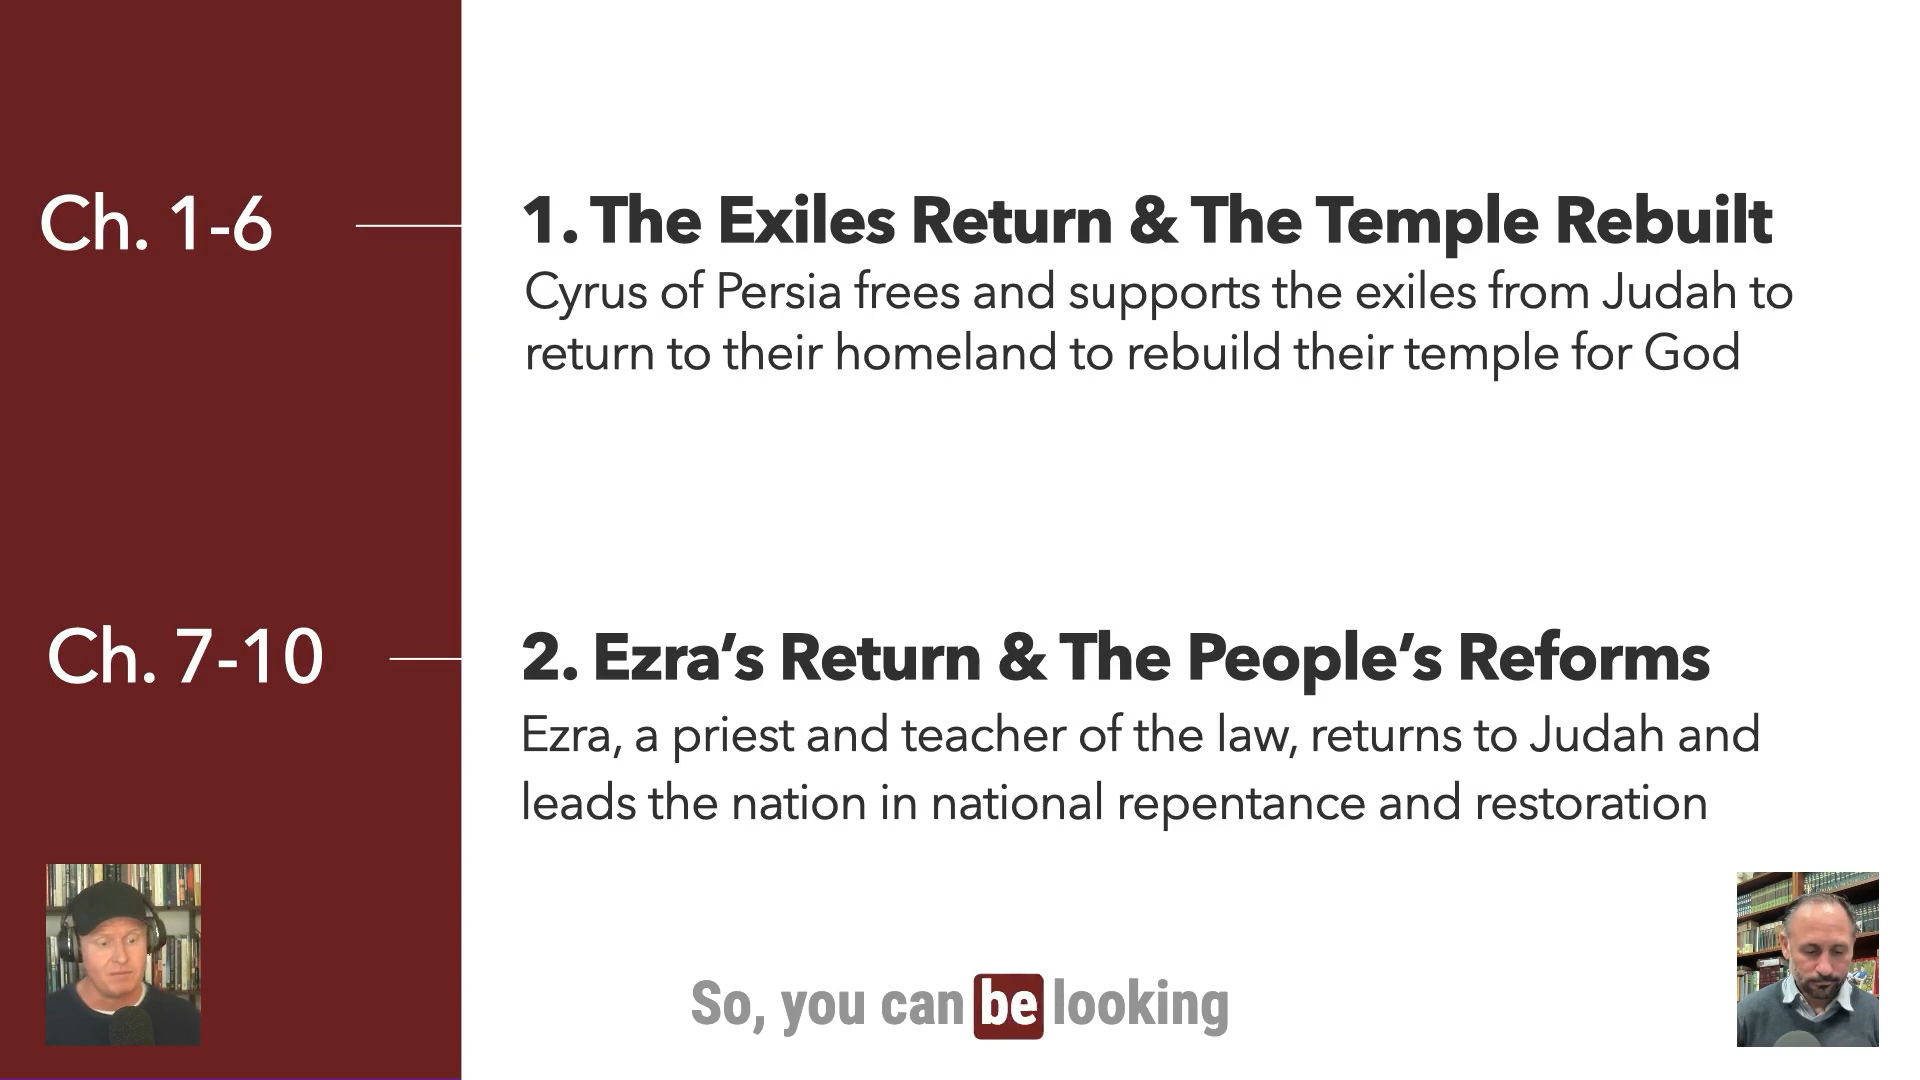 Ch. 1-6
1. The Exiles Return & The Temple Rebuilt
Cyrus of Persia frees and supports the exiles from Judah to
return to their homeland to rebuild their temple for God
Ch. 7-10
2. Ezra’s Return & The People’s Reforms
Ezra, a priest and teacher of the law, returns to Judah and
leads the nation in national repentance and restoration
So, you can be looking